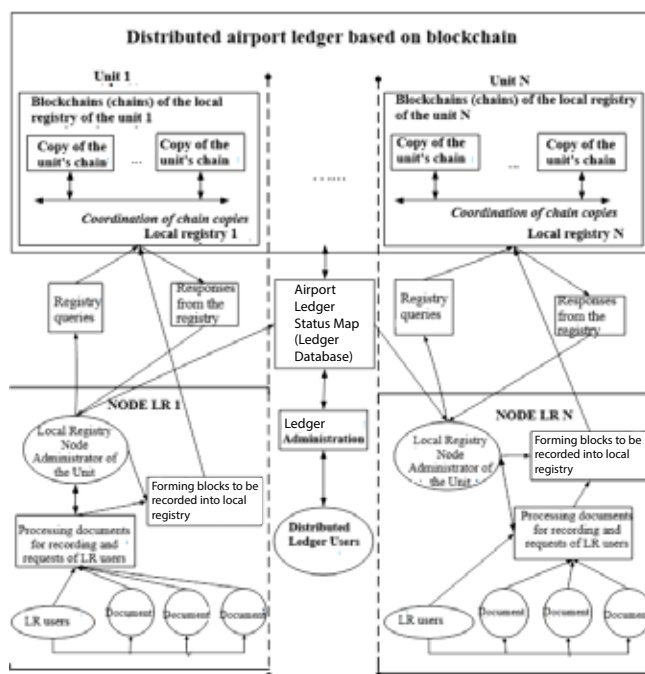 Distributed airport ledger based on blockchain
Unit 1
Blockchains (chains) of the local
registry of the unit 1
Copy of the
unit's chain
...
Copy of the
unit's chain
Coordination of chain copies
Local registry 1
......
Unit N
Blockchains (chains) of the local registry
of the unit N
Copy of the
unit's chain
...
Copy of the
unit's chain
Coordination of chain copies
Local registry N
Registry
queries
Responses
from the
registry
Airport
Ledger
Status Map
(Ledger
Database)
Registry
queries
Responses
from the
registry
NODE LR 1
Local Registry
Node
Administrator of
the Unit
Forming blocks to be
recorded into local
registry
Processing documents
for recording and
requests of LR users
LR users
Document
Document
Document
Ledger
Administration
Distributed
Ledger Users
NODE LR N
Local Registry
Node
Administrator of
the Unit
Forming blocks to be
recorded into local
registry
Processing documents
for recording and
requests of LR users
LR users
Document
Document
Document